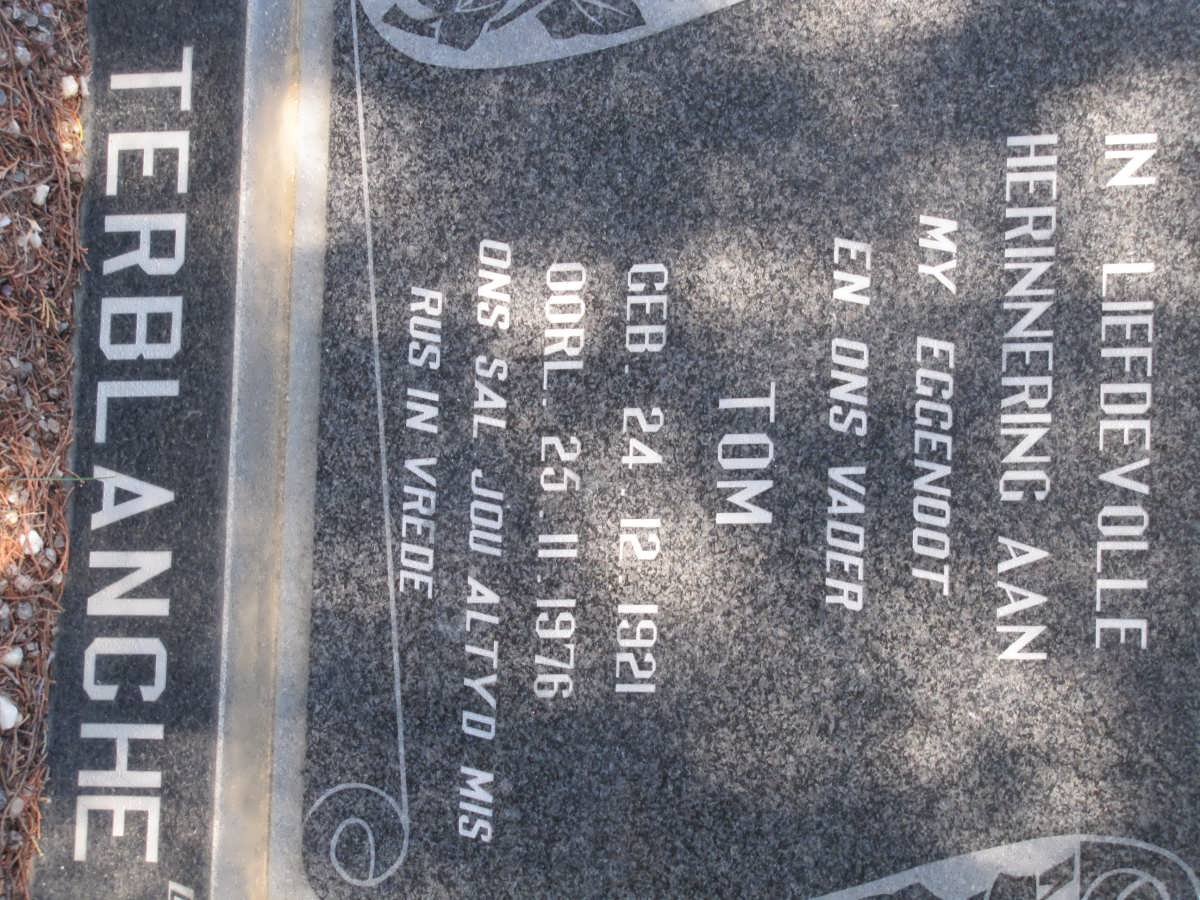 IN LIEFDEVOLLE
HERINNERING AAN
MY EGGENOOT
EN ONS VADER
TOM
GEB. 24.12.1921
OORL. 25.11.1976
ONS SAL JOU ALTYD MIS
RUS IN VREDE
TERBLANCHE